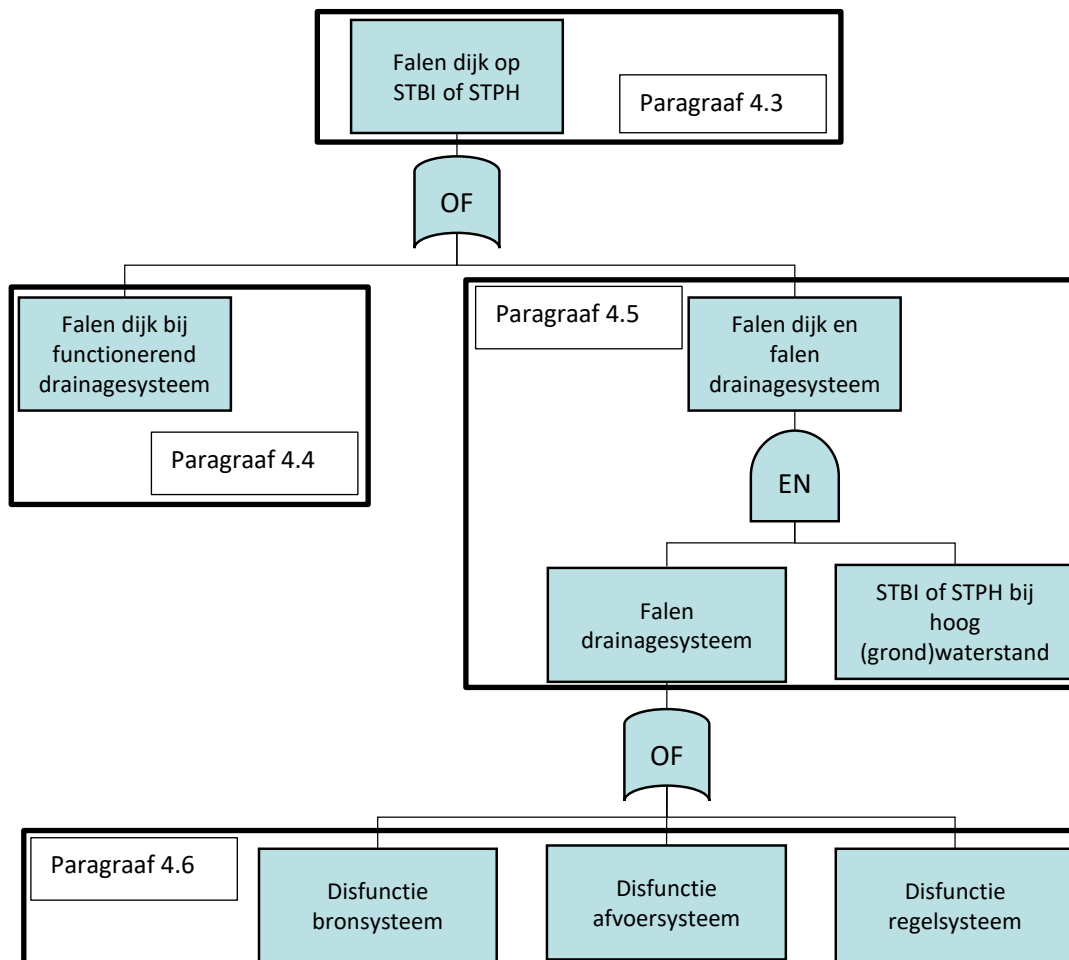 Falen dijk op
STBI of STPH
Paragraaf 4.3
OF
Falen dijk bij
functionerend
drainagesysteem
Paragraaf 4.4
Paragraaf 4.5
Falen dijk en
falen
drainagesysteem
EN
Falen
drainagesysteem
STBI of STPH bij
hoog
(grond)waterstand
OF
Paragraaf 4.6
Disfunctie
bronsysteem
Disfunctie
afvoersysteem
Disfunctie
regelsysteem